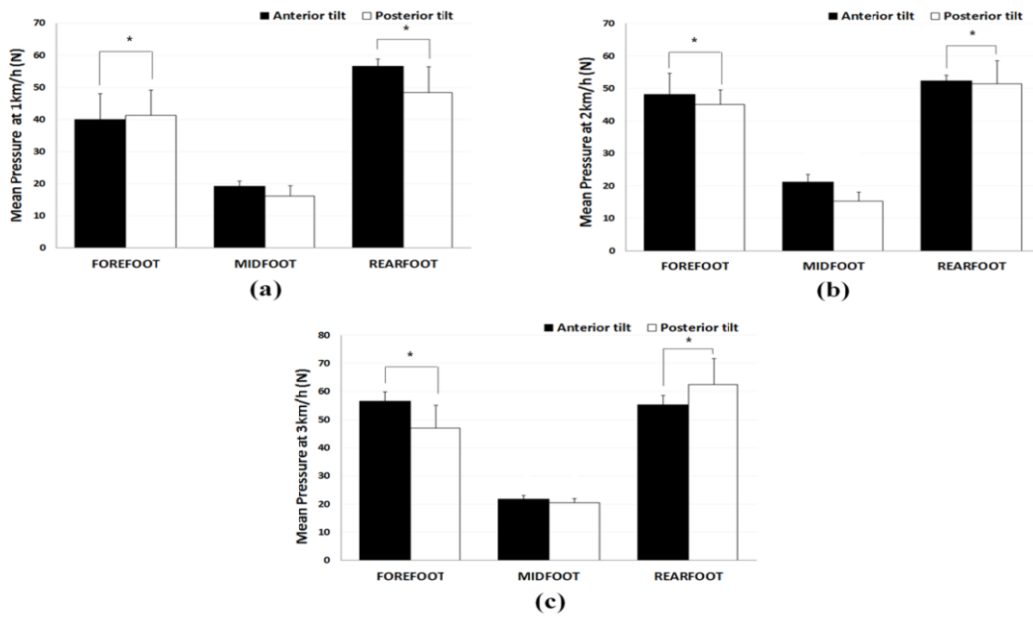 Anterior tilt Posterior tilt
Mean Pressure at 1km/h (N)
70
60
50
40
30
20
10
0
*
*
FOREFOOT MIDFOOT REARFOOT
(a)
Anterior tilt Posterior tilt
Mean Pressure at 2km/h (N)
70
60
50
40
30
20
10
0
*
*
FOREFOOT MIDFOOT REARFOOT
(b)
Anterior tilt Posterior tilt
Mean Pressure at 3km/h (N)
80
70
60
50
40
30
20
10
0
*
*
FOREFOOT MIDFOOT REARFOOT
(c)